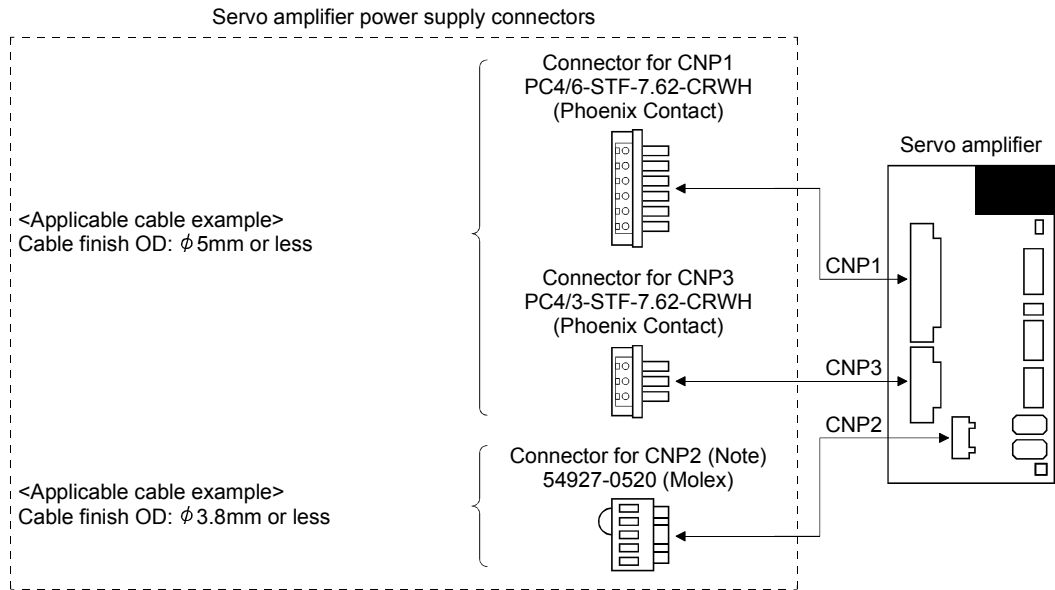 Servo amplifier power supply connectors
Connector for CNP1
PC4/6-STF-7.62-CRWH
(Phoenix Contact)
Servo amplifier
<Applicable cable example>
Cable finish OD: ϕ5mm or less
CNP1
Connector for CNP3
PC4/3-STF-7.62-CRWH
(Phoenix Contact)
CNP3
CNP2
Connector for CNP2 (Note)
54927-0520 (Molex)
<Applicable cable example>
Cable finish OD: ϕ3.8mm or less